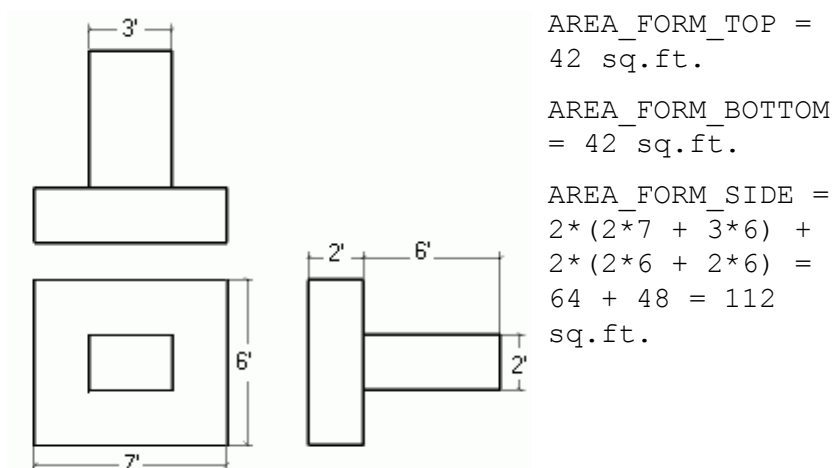 3'
AREA_FORM_TOP =
42 sq.ft.
AREA_FORM_BOTTOM
= 42 sq.ft.
AREA_FORM_SIDE =
2*(2*7 + 3*6) +
2*(2*6 + 2*6) =
64 + 48 = 112
sq.ft.
2'
6'
6'
2'
7'